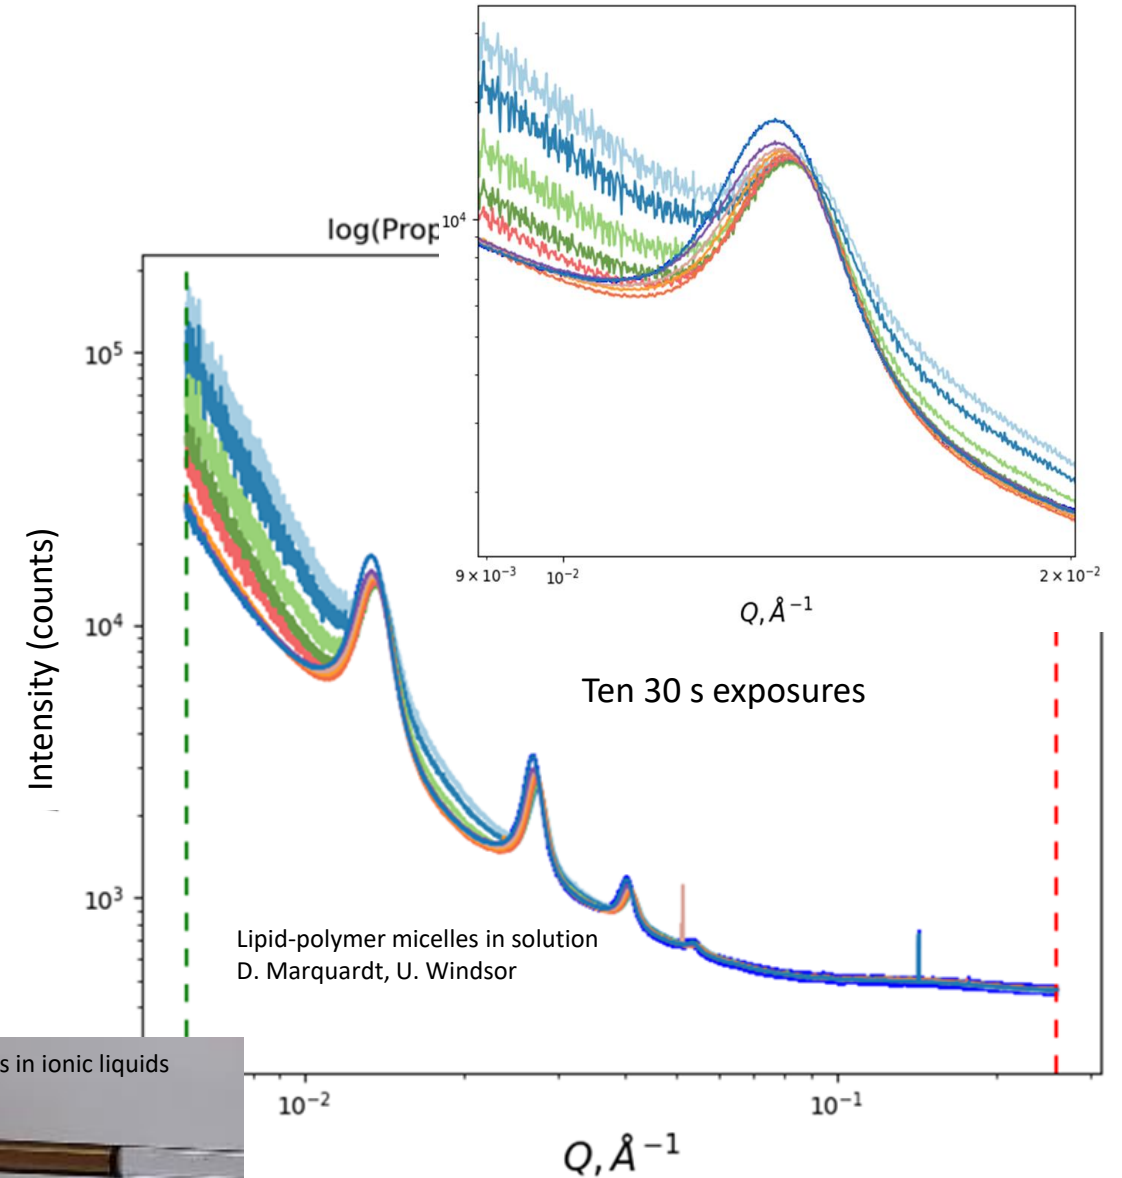 10⁴
9 × 10⁻³
10⁻²
2 × 10⁻²
Q, Å⁻¹
log(Prop
10⁵
10⁴
10³
Intensity (counts)
Ten 30 s exposures
Lipid-polymer micelles in solution
D. Marquardt, U. Windsor
s in ionic liquids
10⁻²
10⁻¹
Q, Å⁻¹